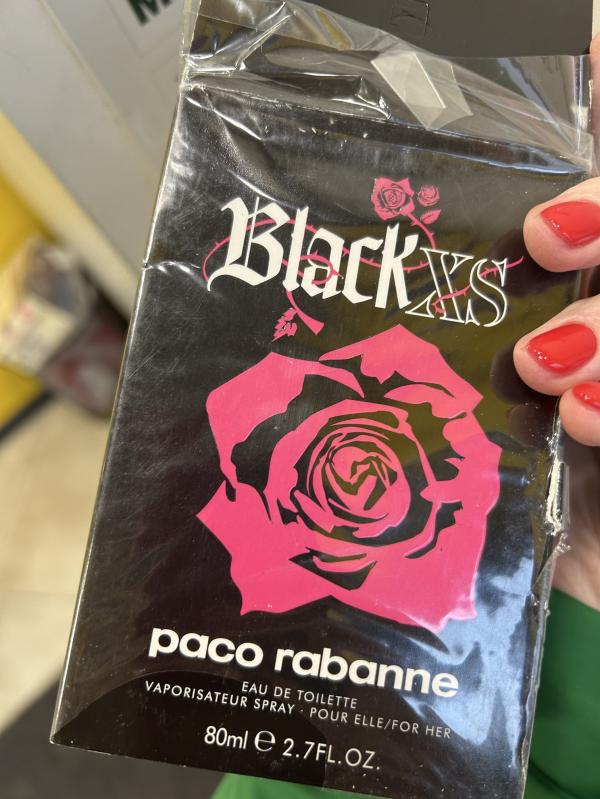 Black XS
paco rabanne
EAU DE TOILETTE
VAPORISATEUR SPRAY · POUR ELLE/FOR HER
80ml ℮ 2.7FL.OZ.